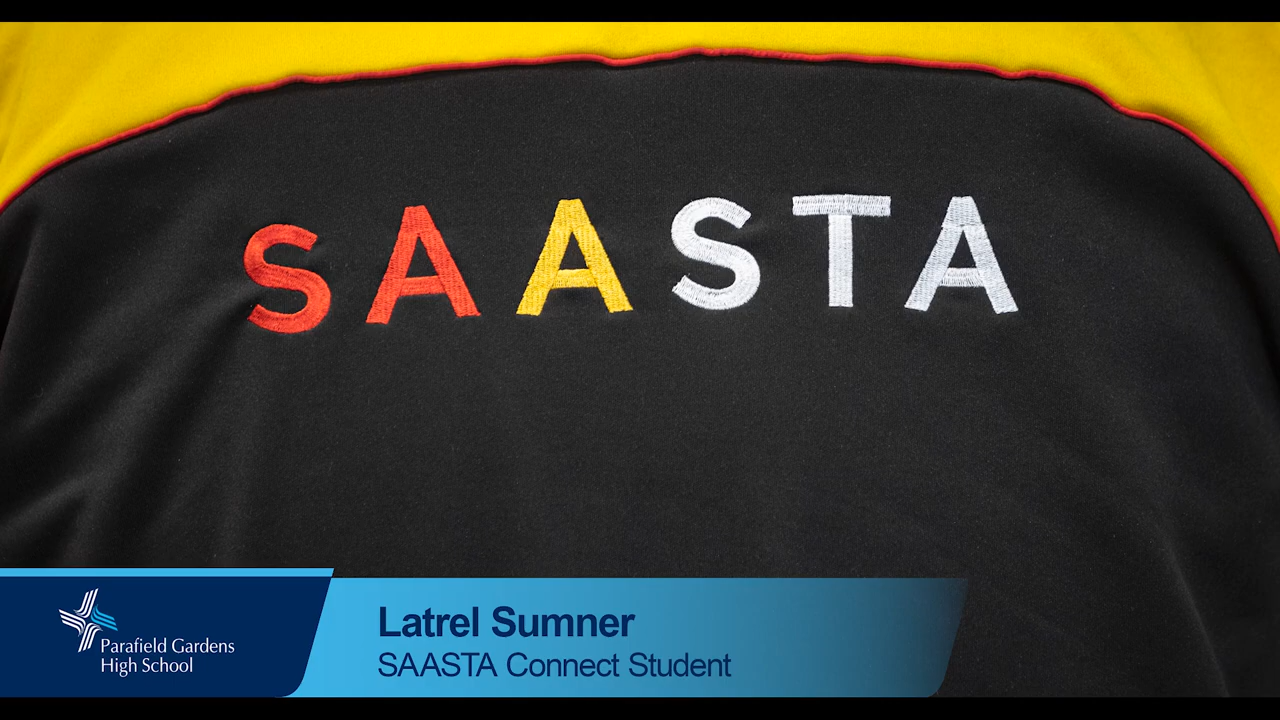 SAASTA
Latrel Sumner
SAASTA Connect Student
Parafield Gardens
High School